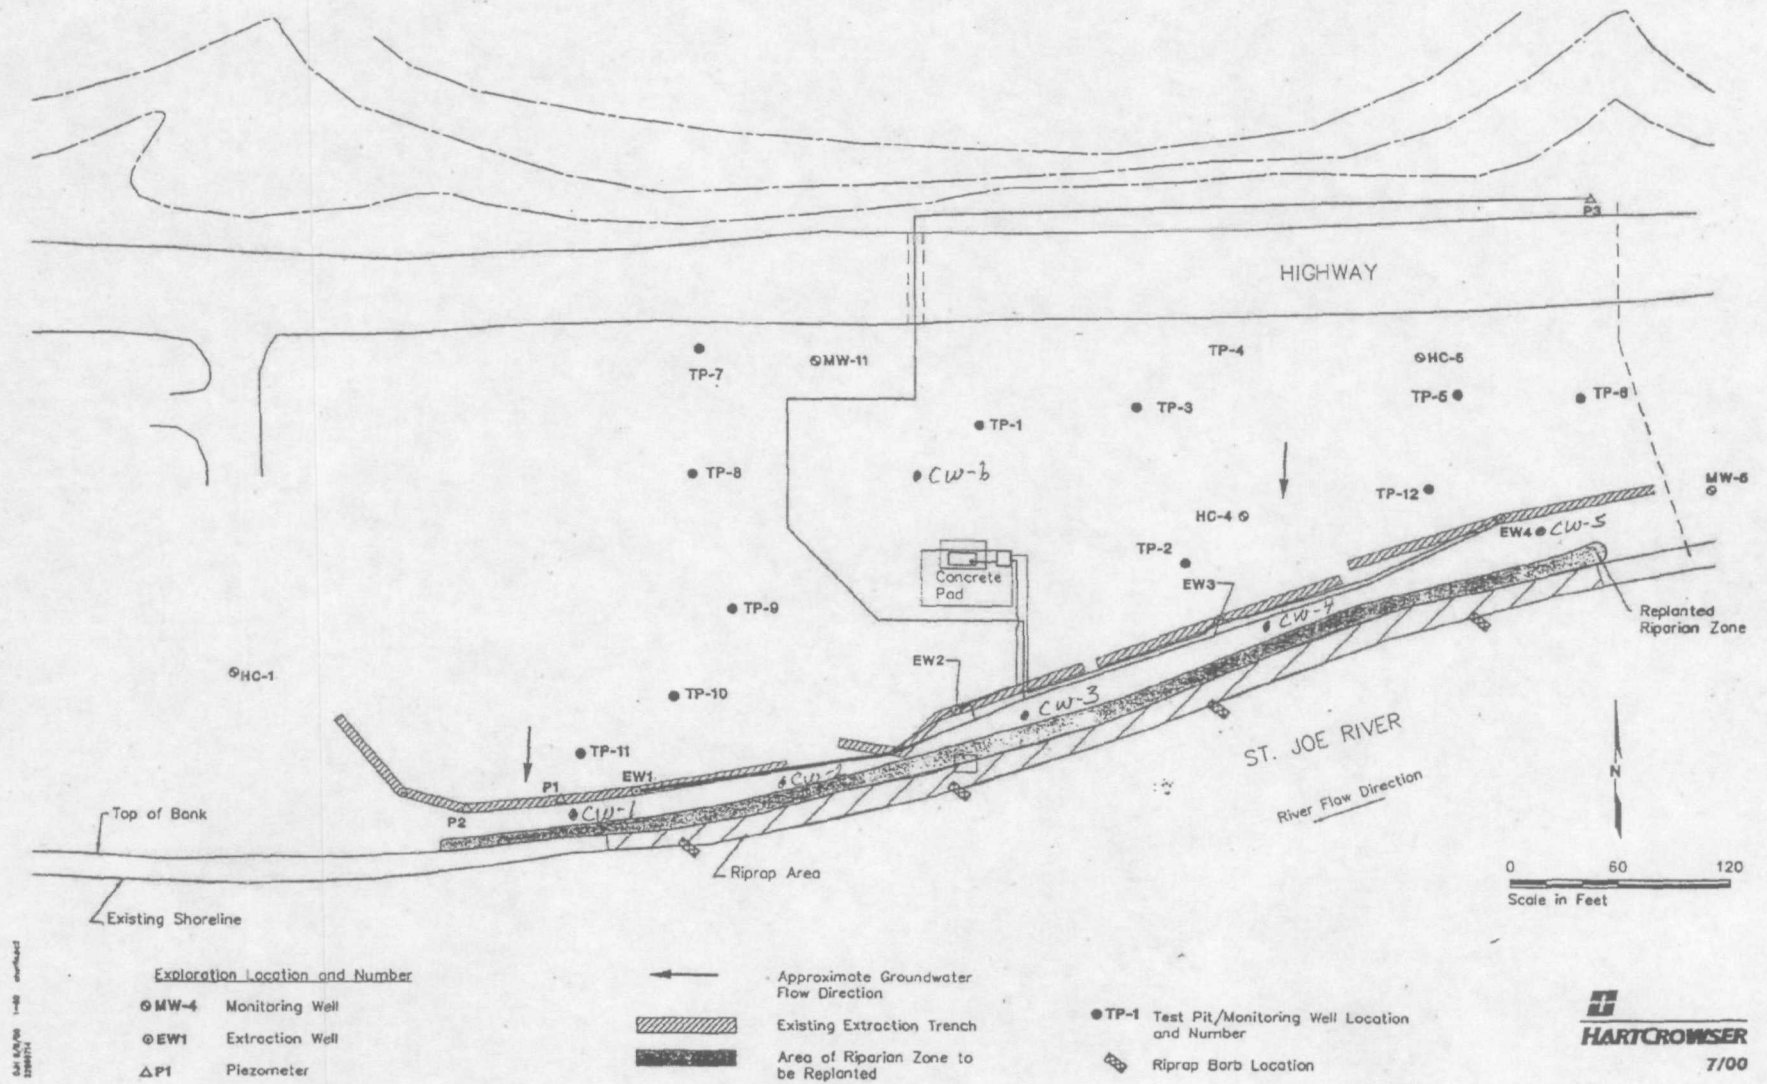 P3
HIGHWAY
TP-7
MW-11
TP-4
HC-5
TP-5
TP-6
TP-3
TP-1
TP-8
CW-6
MW-5
TP-12
HC-4
EW4 CW-5
TP-2
EW3
Concrete
Pad
TP-9
CW-4
Replanted
Riparian Zone
HC-1
EW2
TP-10
CW-3
ST. JOE RIVER
TP-11
EW1
P1
CW-2
N
River Flow Direction
P2
CW-1
Top of Bank
Riprap Area
0 60 120
Scale in Feet
Existing Shoreline
Exploration Location and Number
MW-4 Monitoring Well
EW1 Extraction Well
P1 Piezometer
Approximate Groundwater
Flow Direction
Existing Extraction Trench
Area of Riparian Zone to
be Replanted
TP-1 Test Pit/Monitoring Well Location
and Number
Riprap Barb Location
HARTCROWSER
7/00